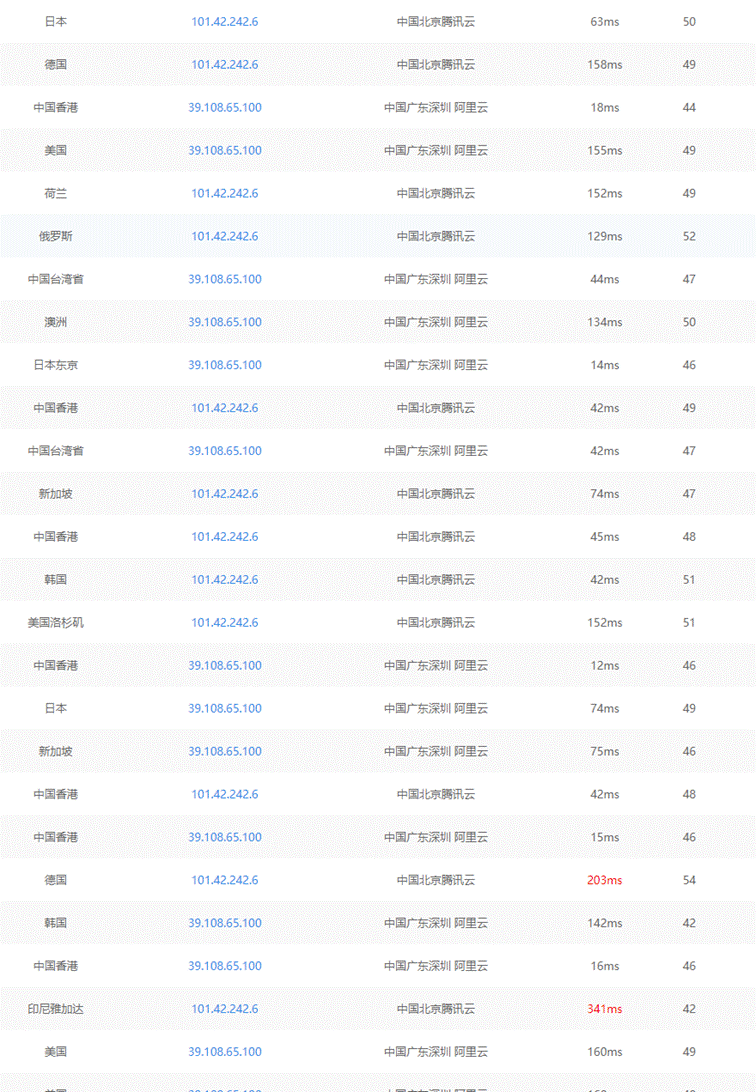 日本 101.42.242.6 中国北京腾讯云 63ms 50
德国 101.42.242.6 中国北京腾讯云 158ms 49
中国香港 39.108.65.100 中国广东深圳 阿里云 18ms 44
美国 39.108.65.100 中国广东深圳 阿里云 155ms 49
荷兰 101.42.242.6 中国北京腾讯云 152ms 49
俄罗斯 101.42.242.6 中国北京腾讯云 129ms 52
中国台湾省 39.108.65.100 中国广东深圳 阿里云 44ms 47
澳洲 39.108.65.100 中国广东深圳 阿里云 134ms 50
日本东京 39.108.65.100 中国广东深圳 阿里云 14ms 46
中国香港 101.42.242.6 中国北京腾讯云 42ms 49
中国台湾省 39.108.65.100 中国广东深圳 阿里云 42ms 47
新加坡 101.42.242.6 中国北京腾讯云 74ms 47
中国香港 101.42.242.6 中国北京腾讯云 45ms 48
韩国 101.42.242.6 中国北京腾讯云 42ms 51
美国洛杉矶 101.42.242.6 中国北京腾讯云 152ms 51
中国香港 39.108.65.100 中国广东深圳 阿里云 12ms 46
日本 39.108.65.100 中国广东深圳 阿里云 74ms 49
新加坡 39.108.65.100 中国广东深圳 阿里云 75ms 46
中国香港 101.42.242.6 中国北京腾讯云 42ms 48
中国香港 39.108.65.100 中国广东深圳 阿里云 15ms 46
德国 101.42.242.6 中国北京腾讯云 203ms 54
韩国 39.108.65.100 中国广东深圳 阿里云 142ms 42
中国香港 39.108.65.100 中国广东深圳 阿里云 16ms 46
印尼雅加达 101.42.242.6 中国北京腾讯云 341ms 42
美国 39.108.65.100 中国广东深圳 阿里云 160ms 49